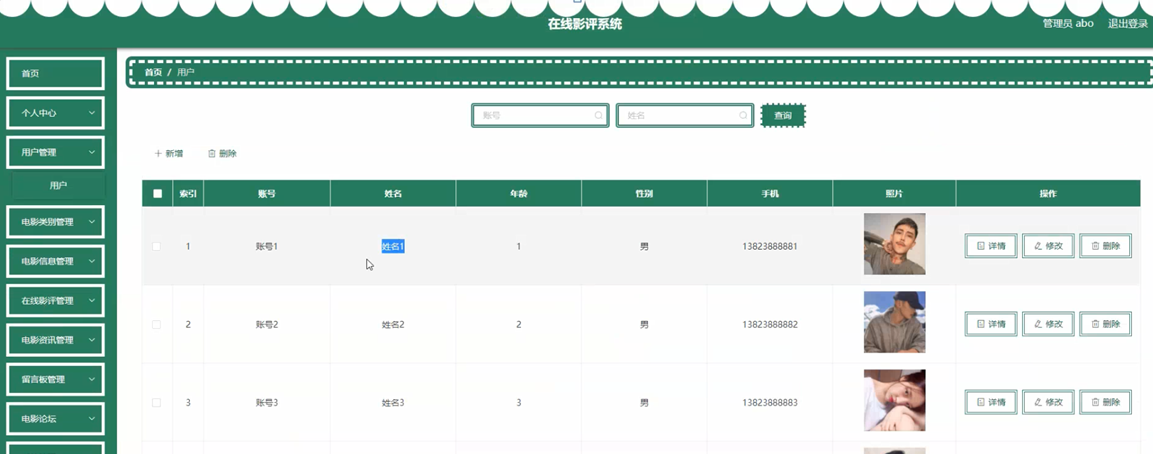 在线影评系统
管理员 abo 退出登录
首页
个人中心
用户管理
用户
电影类别管理
电影信息管理
在线影评管理
电影资讯管理
留言板管理
电影论坛
首页 / 用户
账号 姓名 查询
新增 删除
索引 账号 姓名 年龄 性别 手机 照片 操作
1 账号1 姓名1 1 男 13823888881 详情 修改 删除
2 账号2 姓名2 2 男 13823888882 详情 修改 删除
3 账号3 姓名3 3 男 13823888883 详情 修改 删除